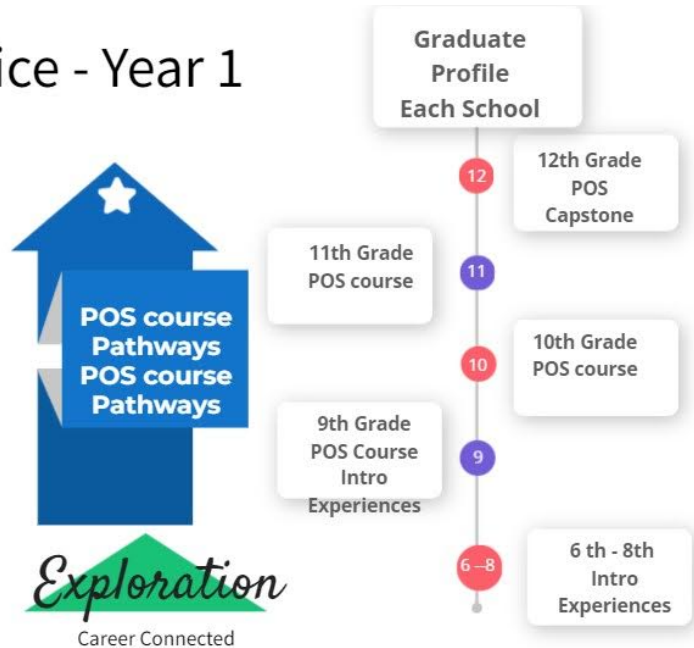 ice - Year 1
Graduate
Profile
Each School
12
12th Grade
POS
Capstone
11th Grade
POS course
11
10
10th Grade
POS course
POS course
Pathways
POS course
Pathways
9th Grade
POS Course
Intro
Experiences
9
6 –8
6 th - 8th
Intro
Experiences
Exploration
Career Connected